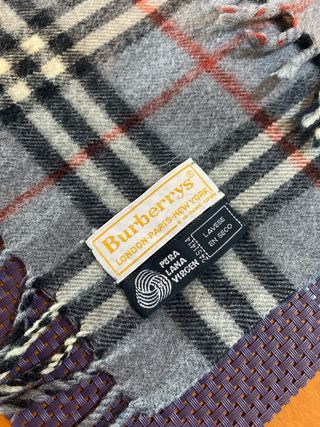 Burberrys®
LONDON-PARIS-NEW YORK
PURA
LANA
VIRGEN
LAVESE
EN SECO